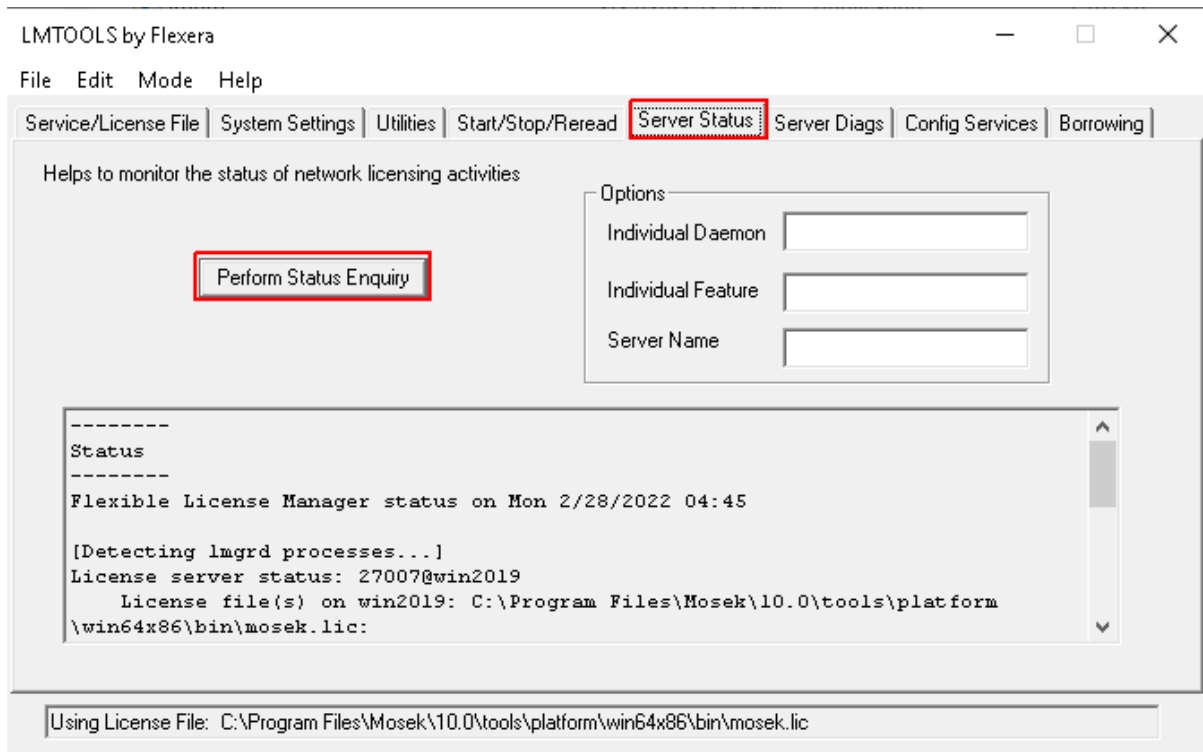 LMTOOLS by Flexera
File Edit Mode Help
Service/License File System Settings Utilities Start/Stop/Reread Server Status Server Diags Config Services Borrowing
Helps to monitor the status of network licensing activities
Options
Individual Daemon
Perform Status Enquiry
Individual Feature
Server Name
--------
Status
--------
Flexible License Manager status on Mon 2/28/2022 04:45
[Detecting lmgrd processes...]
License server status: 27007@win2019
License file(s) on win2019: C:\Program Files\Mosek\10.0\tools\platform
\win64x86\bin\mosek.lic:
Using License File: C:\Program Files\Mosek\10.0\tools\platform\win64x86\bin\mosek.lic